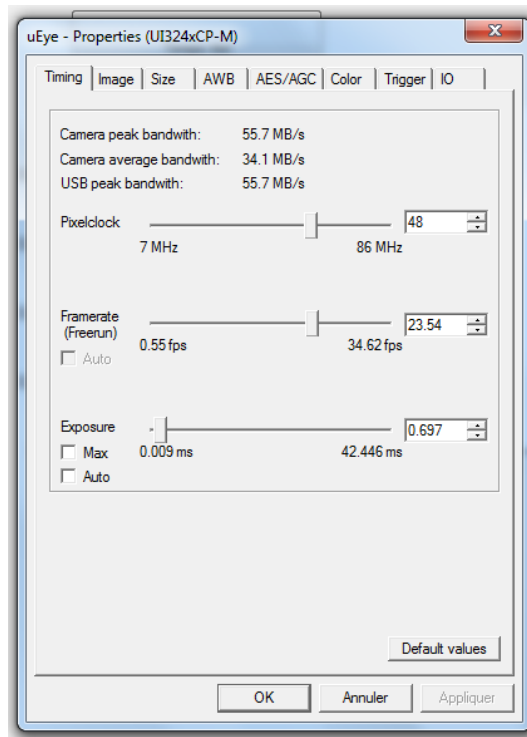 uEye - Properties (UI324xCP-M)
Timing Image Size AWB AES/AGC Color Trigger IO
Camera peak bandwith: 55.7 MB/s
Camera average bandwith: 34.1 MB/s
USB peak bandwith: 55.7 MB/s
Pixelclock 48
7 MHz 86 MHz
Framerate
(Freerun) 23.54
0.55 fps 34.62 fps
Auto
Exposure 0.697
Max 0.009 ms 42.446 ms
Auto
Default values
OK Annuler Appliquer